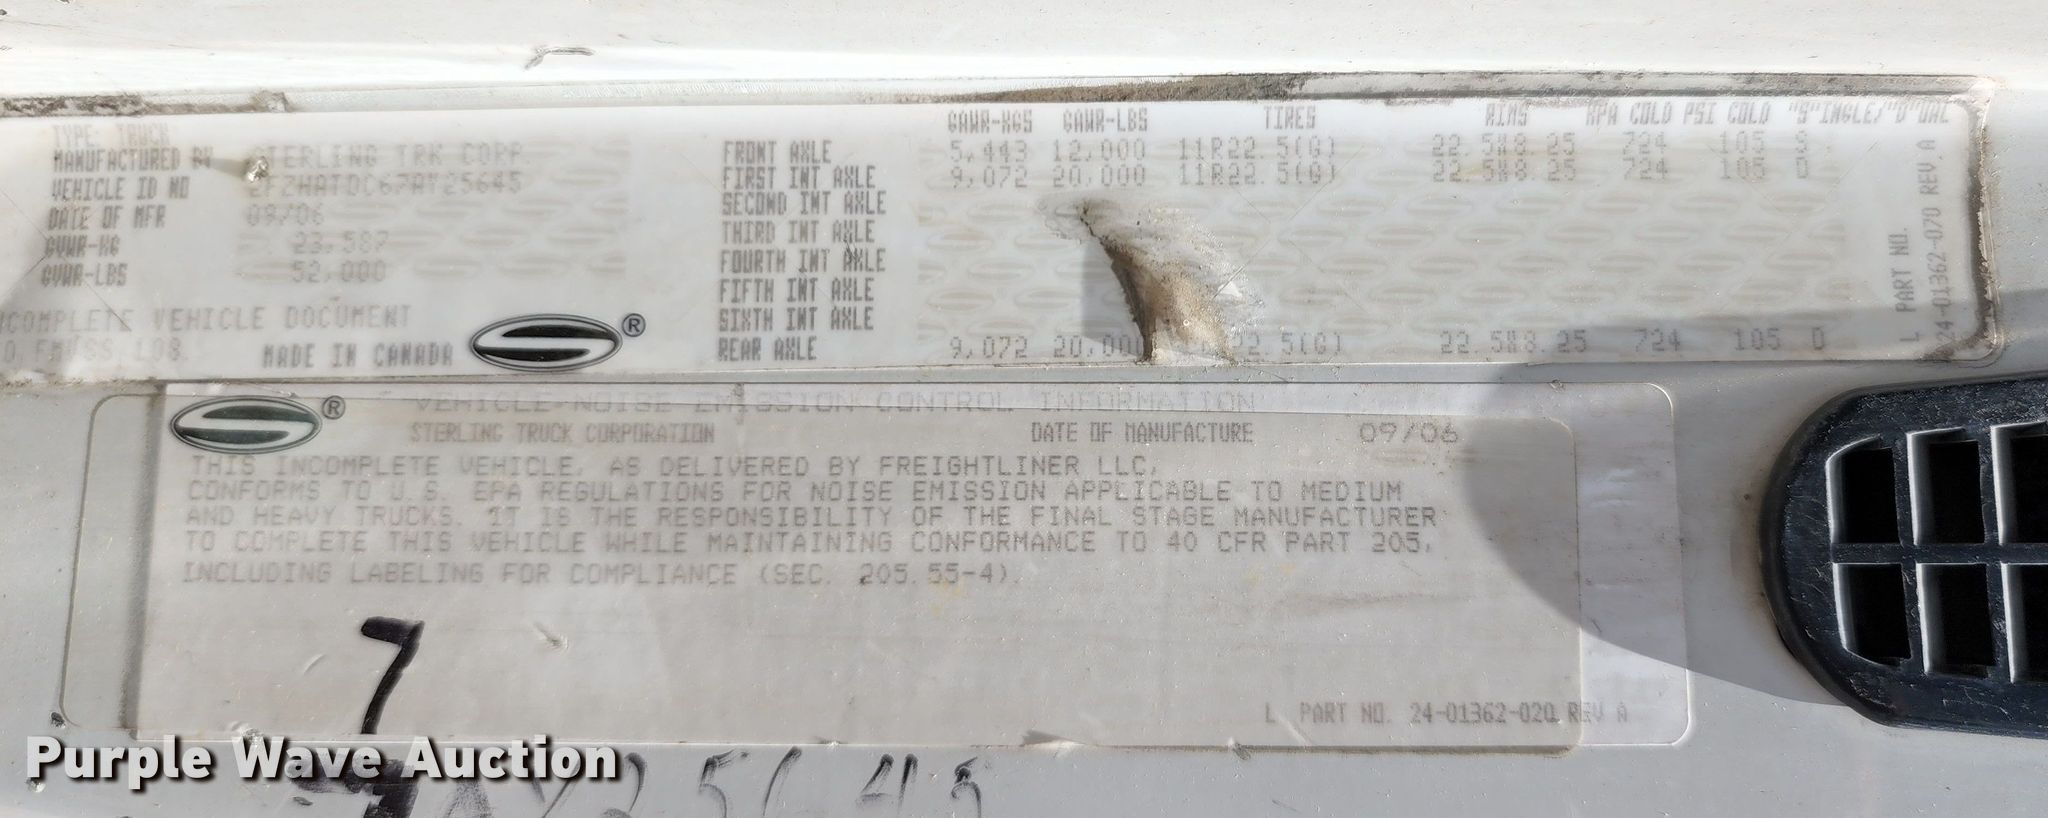 TYPE: TRUCK
MANUFACTURED BY STERLING TRK CORP.
VEHICLE ID NO 2FZHATDC67AY25645
DATE OF MFR 09/06
GVWR-KG 23,587
GVWR-LBS 52,000
INCOMPLETE VEHICLE DOCUMENT
MADE IN CANADA ®
GAWR-KGS GAWR-LBS TIRES RIMS KPA COLD PSI COLD "S"INGLE/"D"UAL
FRONT AXLE 5,443 12,000 11R22.5(G) 22.5X8.25 724 105 S
FIRST INT AXLE 9,072 20,000 11R22.5(G) 22.5X8.25 724 105 D
SECOND INT AXLE
THIRD INT AXLE
FOURTH INT AXLE
FIFTH INT AXLE
SIXTH INT AXLE
REAR AXLE 9,072 20,000 11R22.5(G) 22.5X8.25 724 105 D
L PART NO.
24-01362-070 REV A
® VEHICLE NOISE EMISSION CONTROL INFORMATION
STERLING TRUCK CORPORATION DATE OF MANUFACTURE 09/06
THIS INCOMPLETE VEHICLE, AS DELIVERED BY FREIGHTLINER LLC,
CONFORMS TO U.S. EPA REGULATIONS FOR NOISE EMISSION APPLICABLE TO MEDIUM
AND HEAVY TRUCKS. IT IS THE RESPONSIBILITY OF THE FINAL STAGE MANUFACTURER
TO COMPLETE THIS VEHICLE WHILE MAINTAINING CONFORMANCE TO 40 CFR PART 205,
INCLUDING LABELING FOR COMPLIANCE (SEC. 205.55-4).
7
L PART NO. 24-01362-020 REV A
Purple Wave Auction